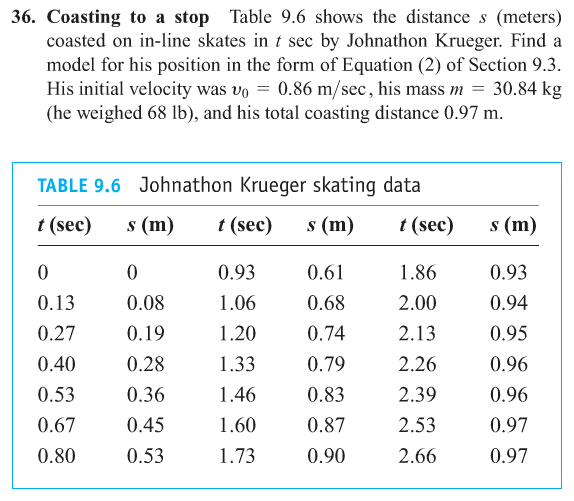 36. Coasting to a stop Table 9.6 shows the distance s (meters)
coasted on in-line skates in t sec by Johnathon Krueger. Find a
model for his position in the form of Equation (2) of Section 9.3.
His initial velocity was v₀ = 0.86 m/sec, his mass m = 30.84 kg
(he weighed 68 lb), and his total coasting distance 0.97 m.
TABLE 9.6 Johnathon Krueger skating data
t (sec) s (m) t (sec) s (m) t (sec) s (m)
0 0 0.93 0.61 1.86 0.93
0.13 0.08 1.06 0.68 2.00 0.94
0.27 0.19 1.20 0.74 2.13 0.95
0.40 0.28 1.33 0.79 2.26 0.96
0.53 0.36 1.46 0.83 2.39 0.96
0.67 0.45 1.60 0.87 2.53 0.97
0.80 0.53 1.73 0.90 2.66 0.97